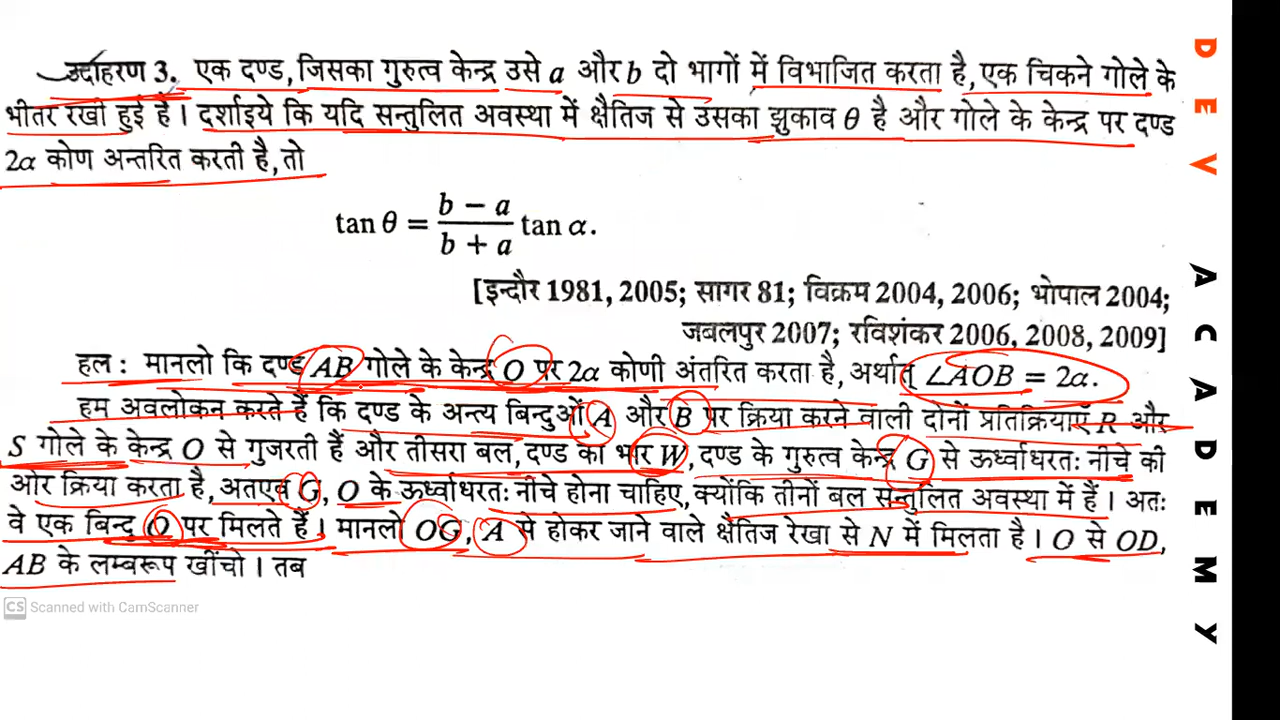 उदाहरण 3. एक दण्ड, जिसका गुरुत्व केन्द्र उसे a और b दो भागों में विभाजित करता है, एक चिकने गोले के
भीतर रखी हुई है। दर्शाइये कि यदि सन्तुलित अवस्था में क्षैतिज से उसका झुकाव θ है और गोले के केन्द्र पर दण्ड
2α कोण अन्तरित करती है, तो
tan θ = \frac{b - a}{b + a} tan α.
[इन्दौर 1981, 2005; सागर 81; विक्रम 2004, 2006; भोपाल 2004;
जबलपुर 2007; रविशंकर 2006, 2008, 2009]
हल : मानलो कि दण्ड AB गोले के केन्द्र O पर 2α कोणी अंतरित करता है, अर्थात् ∠AOB = 2α.
हम अवलोकन करते हैं कि दण्ड के अन्त्य बिन्दुओं A और B पर क्रिया करने वाली दोनों प्रतिक्रियाएँ R और
S गोले के केन्द्र O से गुजरती हैं और तीसरा बल, दण्ड का भार W, दण्ड के गुरुत्व केन्द्र G से ऊर्ध्वाधरतः नीचे की
ओर क्रिया करता है, अतएव G, O के ऊर्ध्वाधरतः नीचे होना चाहिए, क्योंकि तीनों बल सन्तुलित अवस्था में हैं। अतः
वे एक बिन्दु O पर मिलते हैं। मानलो OG, A से होकर जाने वाले क्षैतिज रेखा से N में मिलता है। O से OD,
AB के लम्बरूप खींचो। तब
CS Scanned with CamScanner
DEV ACADEMY